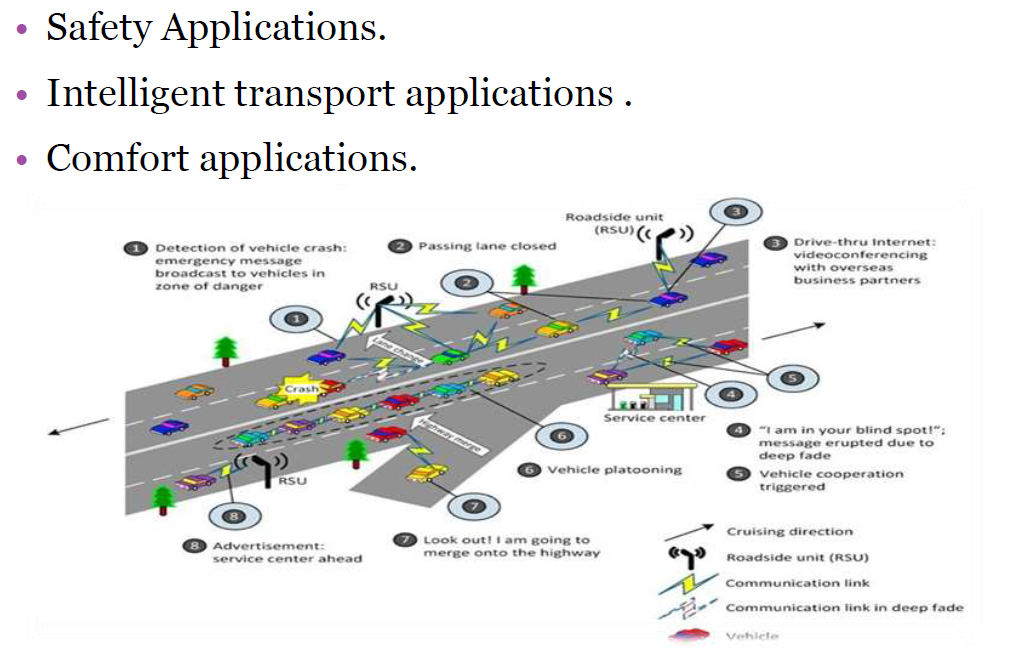 • Safety Applications.
• Intelligent transport applications .
• Comfort applications.
Roadside unit
(RSU)
3
1 Detection of vehicle crash:
emergency message
broadcast to vehicles in
zone of danger
2 Passing lane closed
3 Drive-thru Internet:
videoconferencing
with overseas
business partners
RSU
2
1
Lane change
Crash
5
4
Service center
Highway merge
6
4 "I am in your blind spot!";
message erupted due to
deep fade
6 Vehicle platooning
5 Vehicle cooperation
triggered
RSU
7
8
8 Advertisement:
service center ahead
7 Look out! I am going to
merge onto the highway
Cruising direction
Roadside unit (RSU)
Communication link
Communication link in deep fade
Vehicle